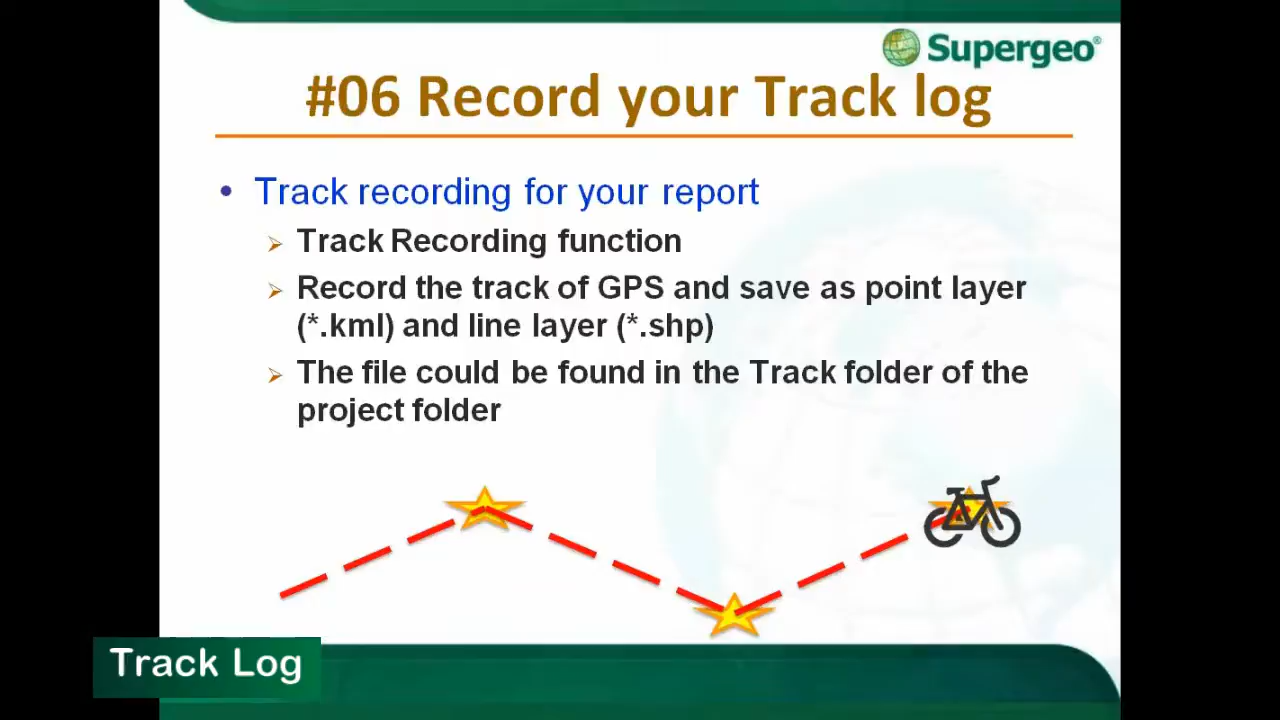 Supergeo®
#06 Record your Track log
• Track recording for your report
➢ Track Recording function
➢ Record the track of GPS and save as point layer
(*.kml) and line layer (*.shp)
➢ The file could be found in the Track folder of the
project folder
Track Log